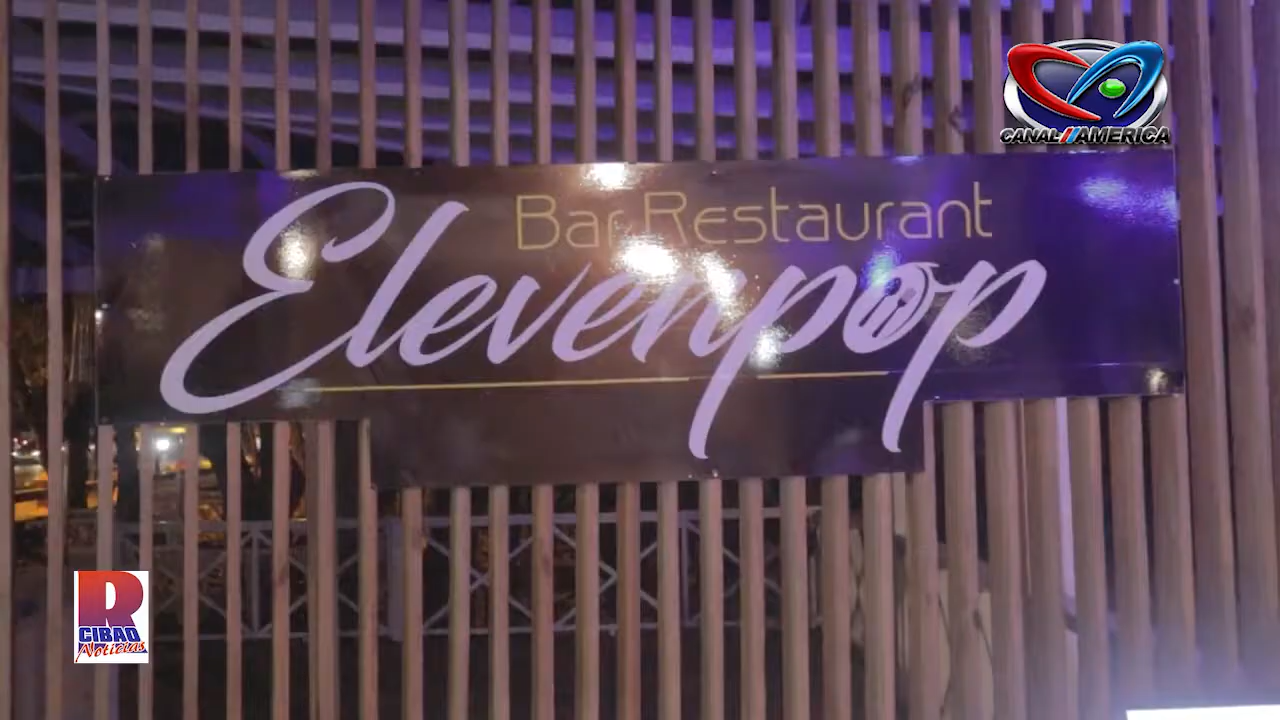 CANAL AMERICA
Bar Restaurant
Elevenpop
R
CIBAO
Noticias